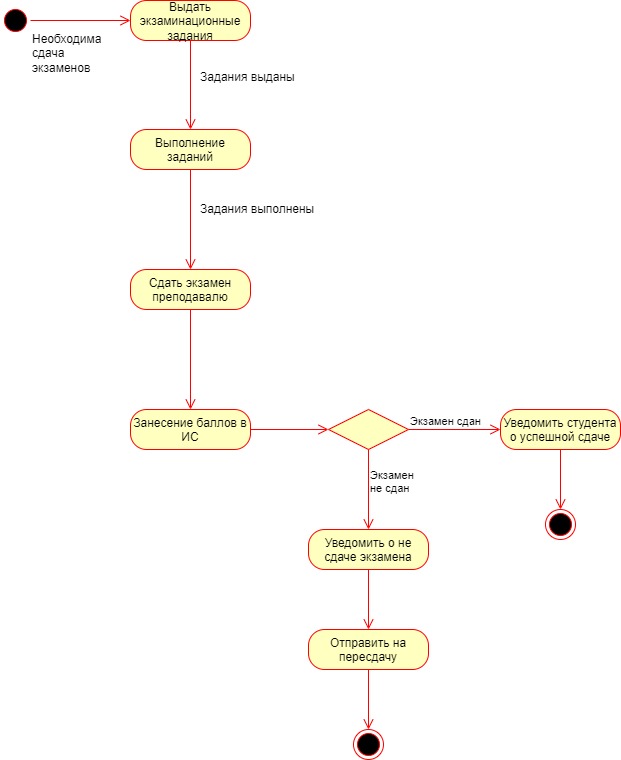 Выдать
экзаминационные
задания
Необходима
сдача
экзаменов
Задания выданы
Выполнение
заданий
Задания выполнены
Сдать экзамен
преподавалю
Занесение баллов в
ИС
Экзамен сдан
Уведомить студента
о успешной сдаче
Экзамен
не сдан
Уведомить о не
сдаче экзамена
Отправить на
пересдачу